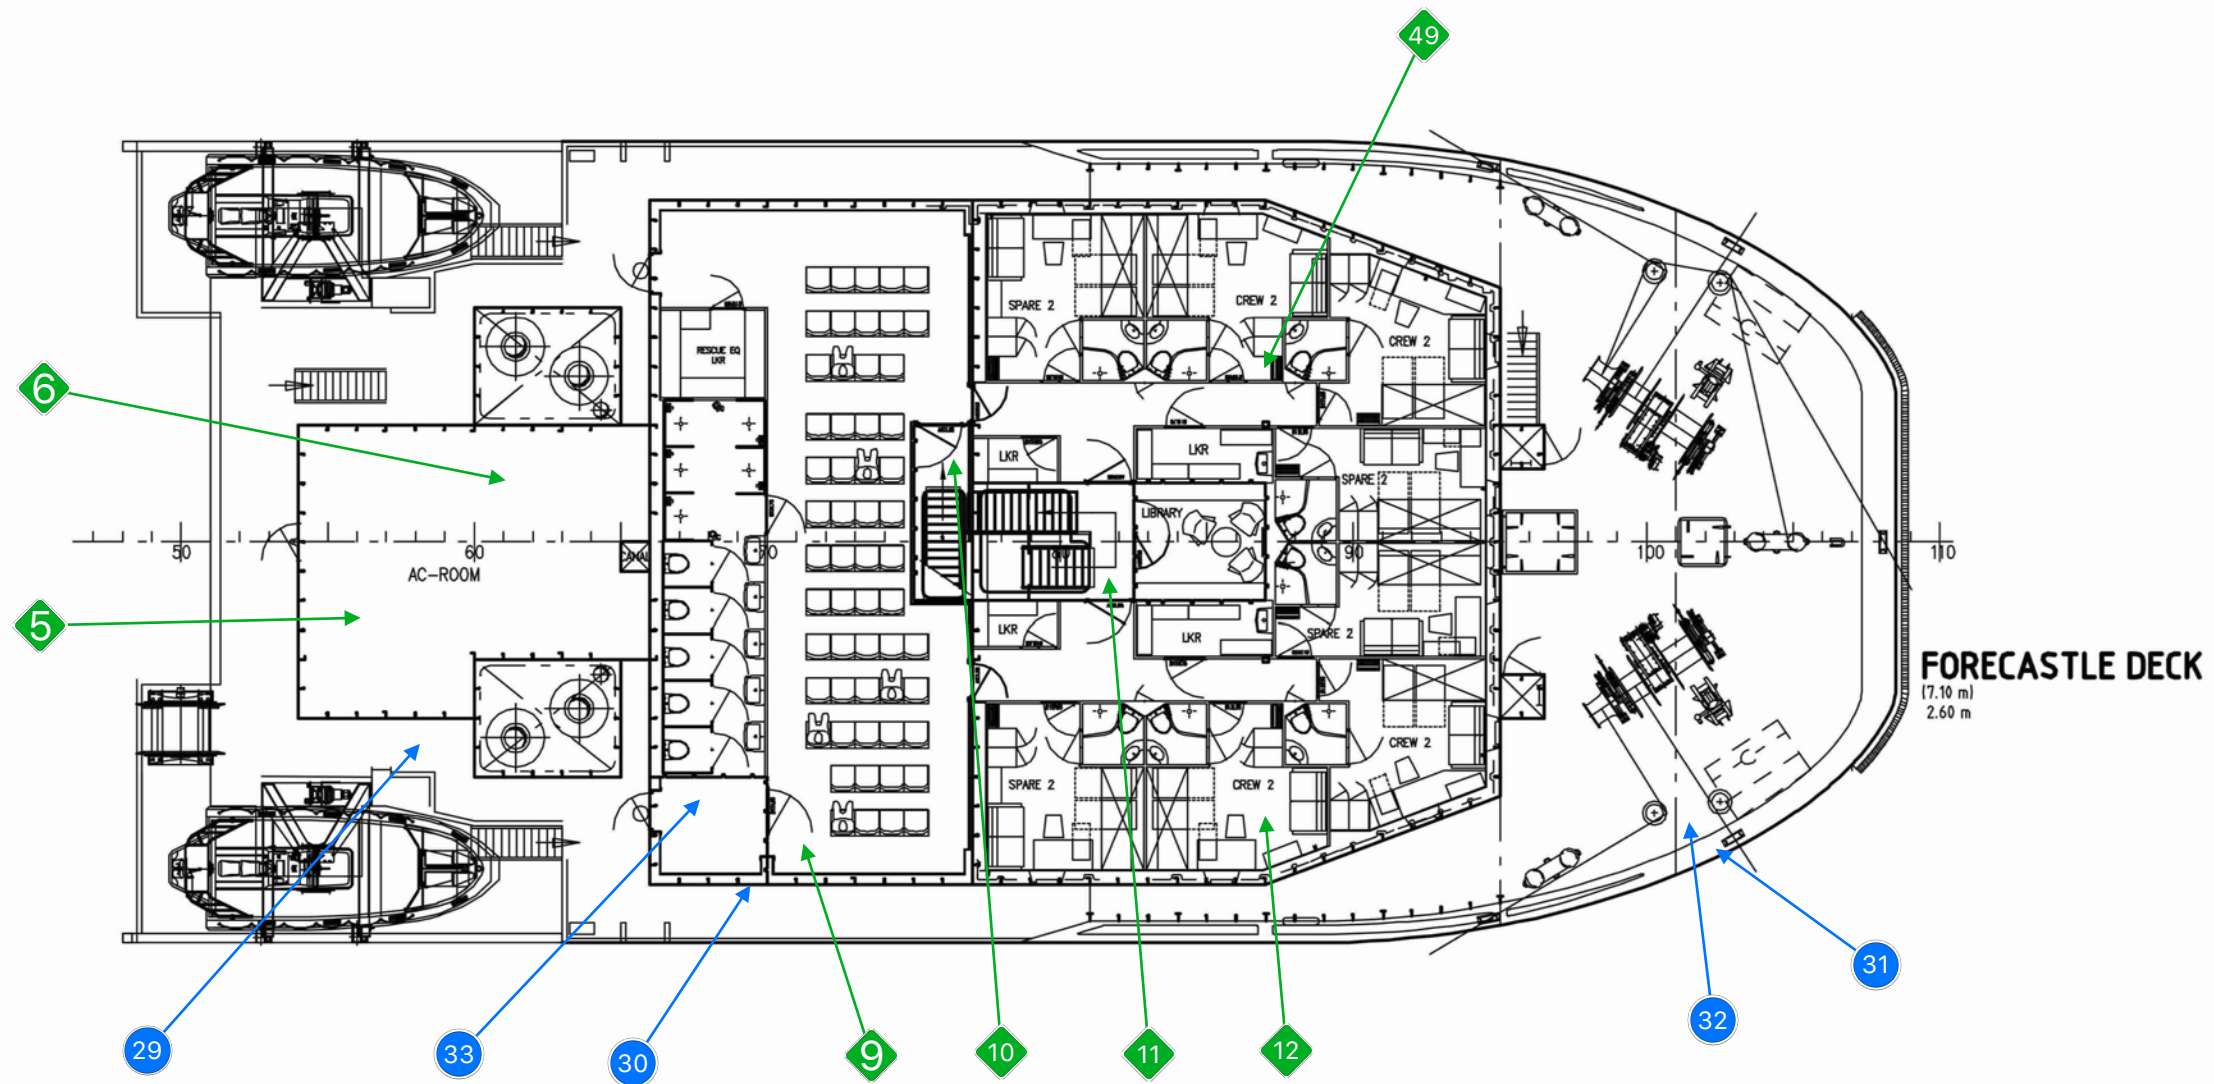 49
SPARE 2
CREW 2
CREW 2
RESCUE EQ
LKR
6
LKR
LKR
SPARE 2
LIBRARY
50
60
70
90
100
110
CANAL
AC-ROOM
5
LKR
LKR
SPARE 2
FORECASTLE DECK
(7.10 m)
2.60 m
CREW 2
SPARE 2
CREW 2
31
32
29
33
30
9
10
11
12